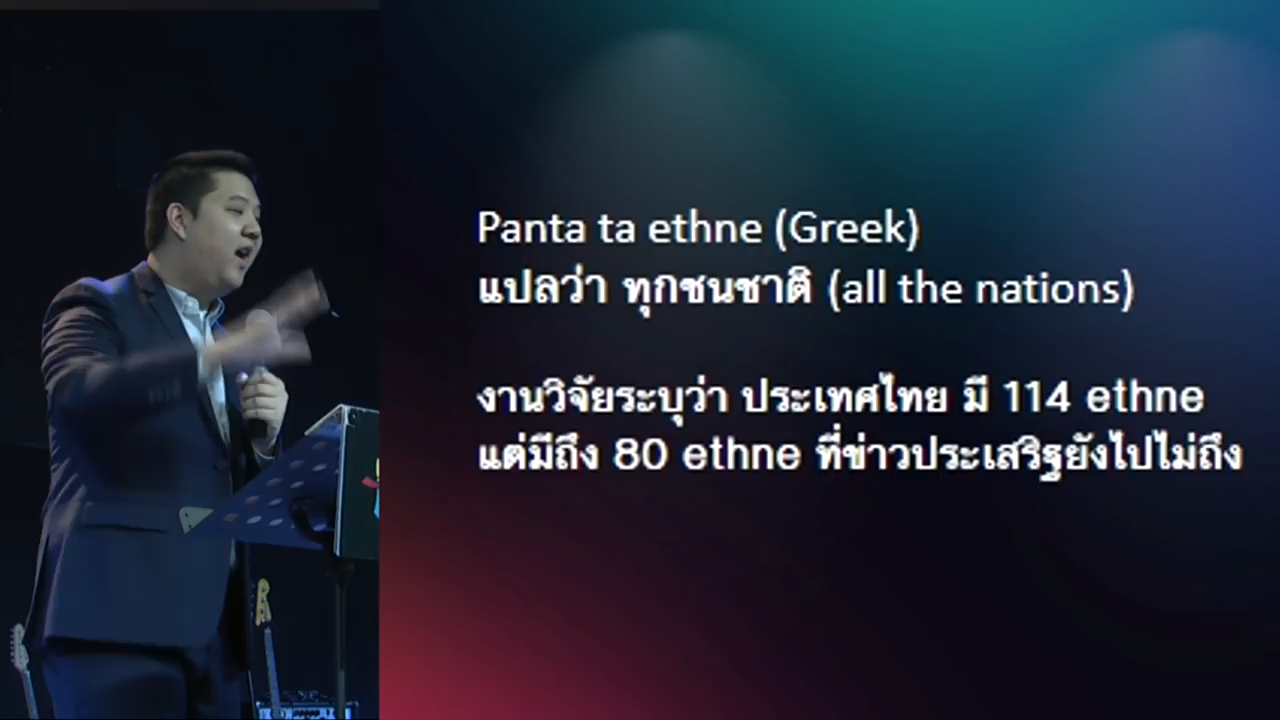 Panta ta ethne (Greek)
แปลว่า ทุกชนชาติ (all the nations)
งานวิจัยระบุว่า ประเทศไทย มี 114 ethne
แต่มีถึง 80 ethne ที่ข่าวประเสริฐยังไปไม่ถึง